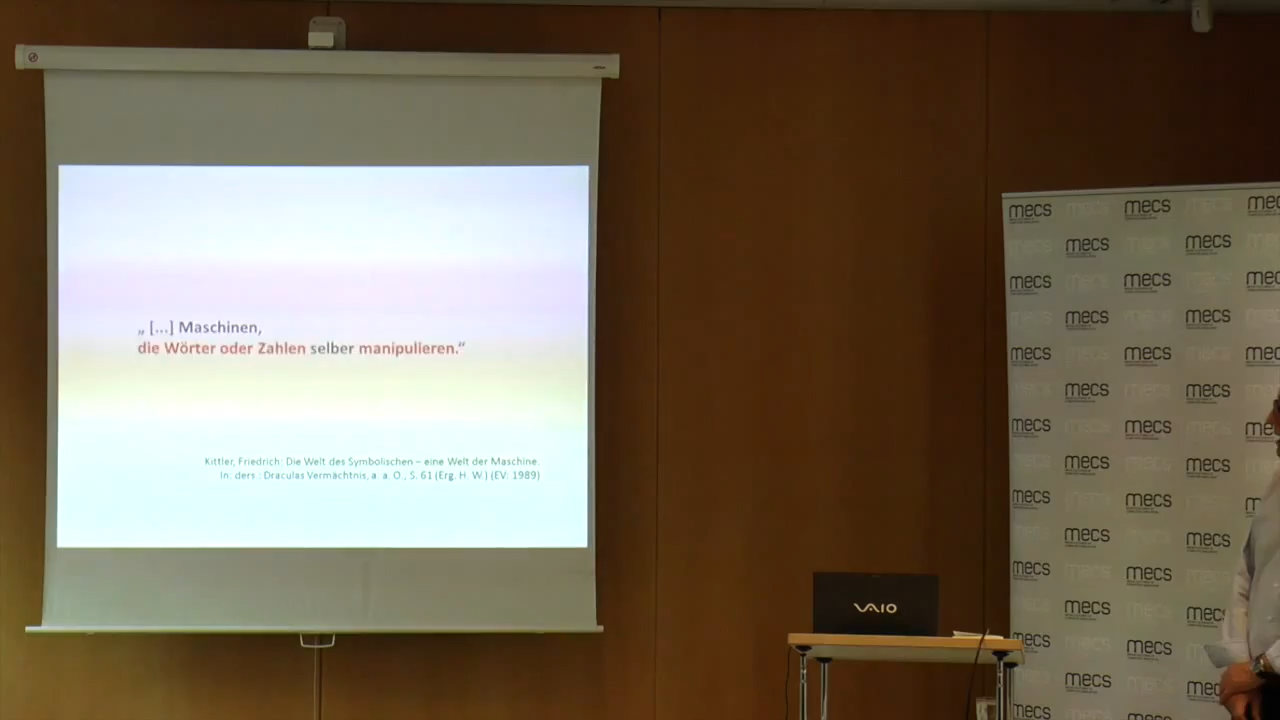 „ [...] Maschinen,
die Wörter oder Zahlen selber manipulieren.“
Kittler, Friedrich: Die Welt des Symbolischen – eine Welt der Maschine.
In: ders.: Draculas Vermächtnis, a. a. O., S. 61 (Erg. H. W.) (EV: 1989)
VAIO
mecs